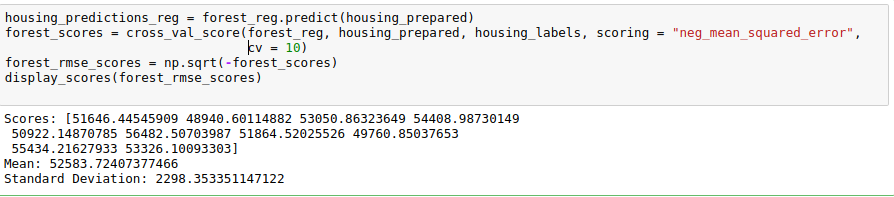 housing_predictions_reg = forest_reg.predict(housing_prepared)
forest_scores = cross_val_score(forest_reg, housing_prepared, housing_labels, scoring = "neg_mean_squared_error",
cv = 10)
forest_rmse_scores = np.sqrt(-forest_scores)
display_scores(forest_rmse_scores)
Scores: [51646.44545909 48940.60114882 53050.86323649 54408.98730149
50922.14870785 56482.50703987 51864.52025526 49760.85037653
55434.21627933 53326.10093303]
Mean: 52583.72407377466
Standard Deviation: 2298.353351147122